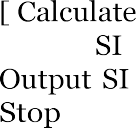 [ Calculate
SI
Output SI
Stop